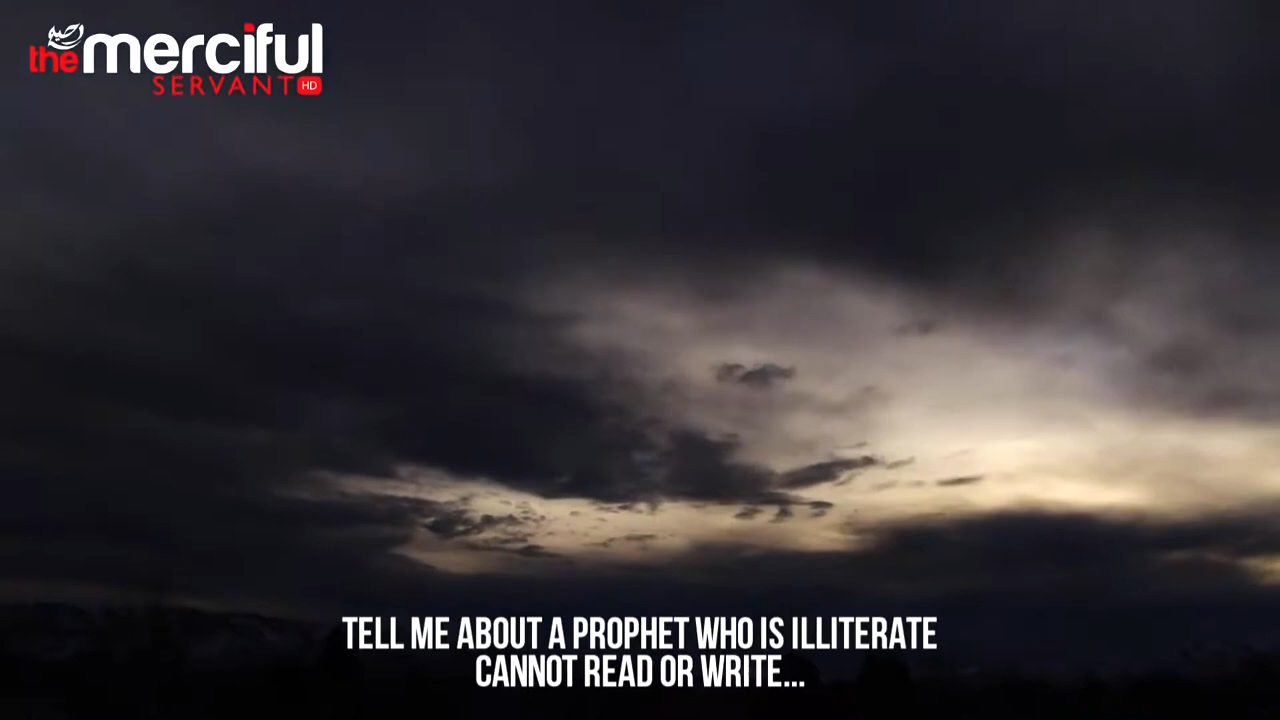 the merciful
SERVANT HD
TELL ME ABOUT A PROPHET WHO IS ILLITERATE
CANNOT READ OR WRITE...